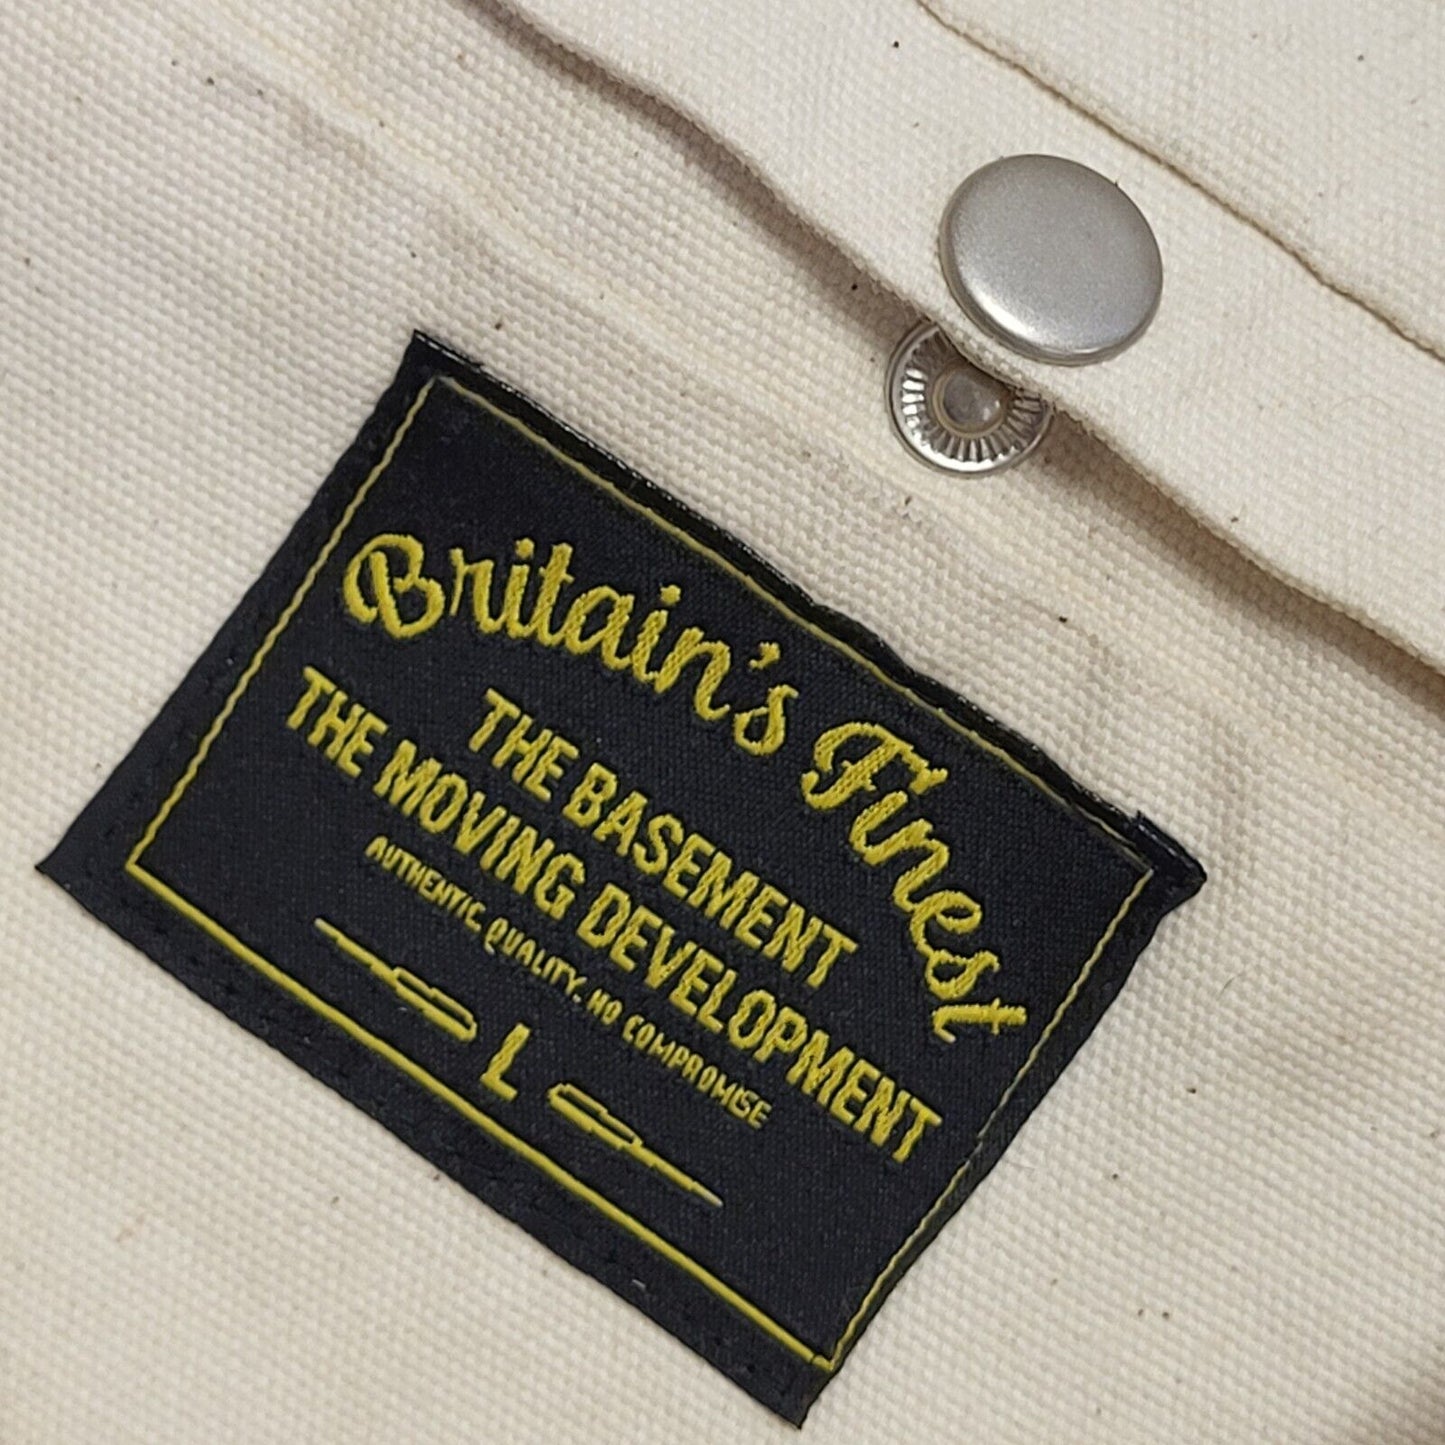 Britain's Finest
THE BASEMENT
THE MOVING DEVELOPMENT
AUTHENTIC, QUALITY, NO COMPROMISE
L